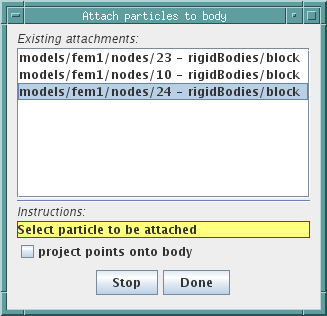 Attach particles to body
Existing attachments:
models/fem1/nodes/23 – rigidBodies/block
models/fem1/nodes/10 – rigidBodies/block
models/fem1/nodes/24 – rigidBodies/block
Instructions:
Select particle to be attached
project points onto body
Stop Done